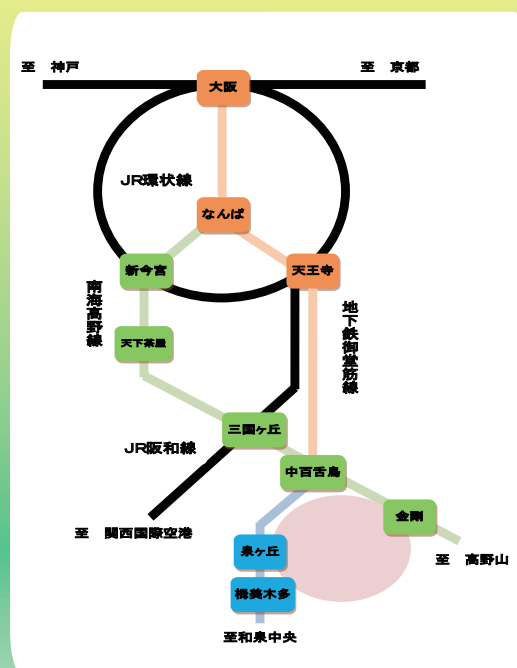 至 神戸
至 京都
大阪
JR環状線
なんば
新今宮
天王寺
南海高野線
地下鉄御堂筋線
天下茶屋
三国ヶ丘
JR阪和線
中百舌鳥
金剛
至 関西国際空港
泉ヶ丘
至 高野山
栂美木多
至和泉中央